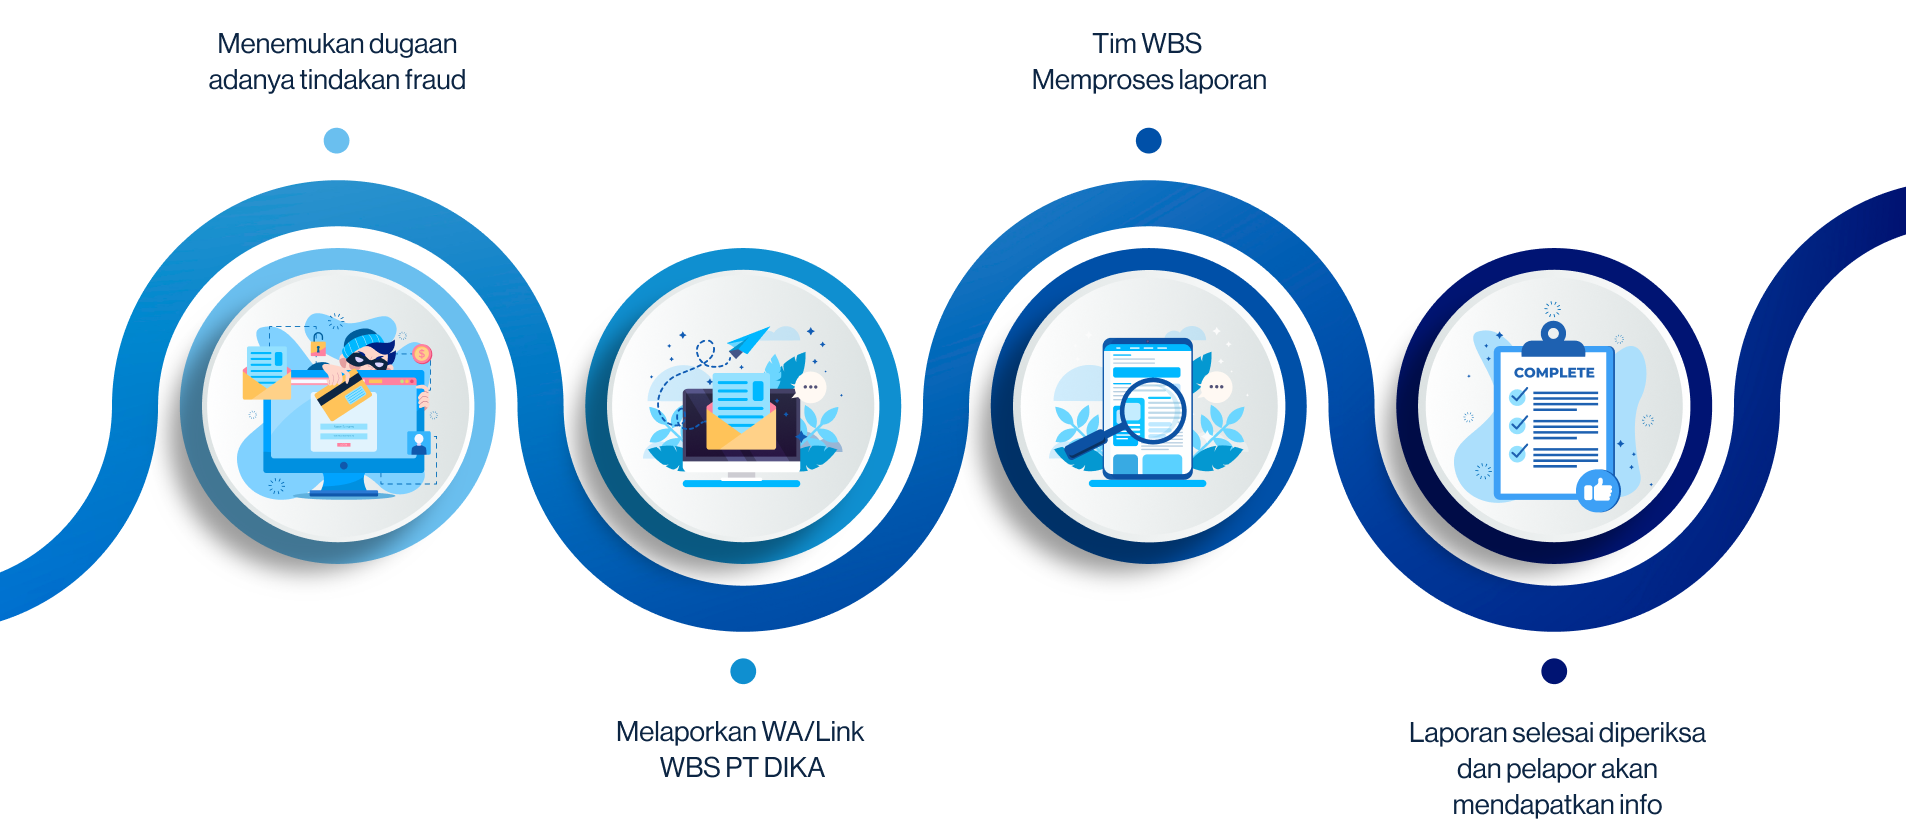 Menemukan dugaan
adanya tindakan fraud
Melaporkan WA/Link
WBS PT DIKA
Tim WBS
Memproses laporan
COMPLETE
Laporan selesai diperiksa
dan pelapor akan
mendapatkan info